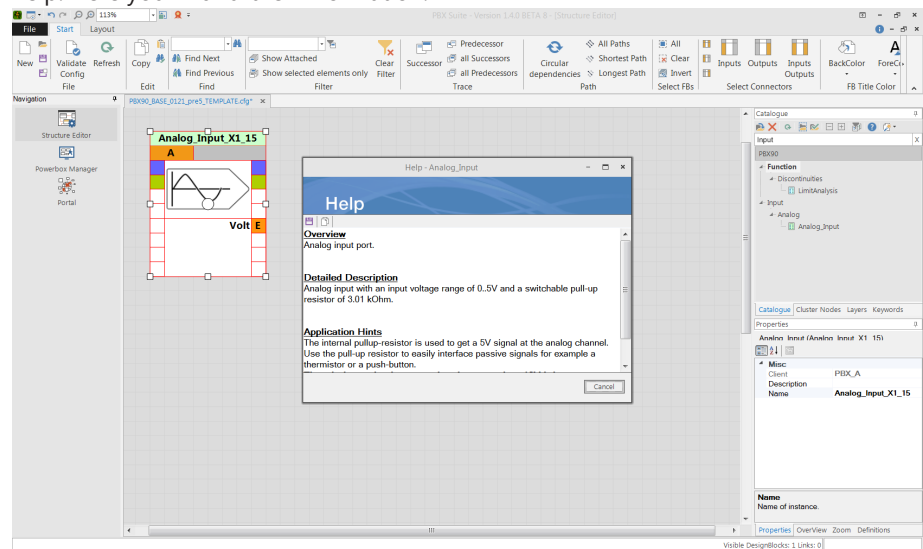 113%
PBX Suite - Version 1.4.0 BETA 8 - [Structure Editor]
File Start Layout
New Validate Config Refresh
Copy Find Next Find Previous
Show Attached
Show selected elements only
Clear Filter
Successor
Predecessor
all Successors
all Predecessors
Circular dependencies
All Paths
Shortest Path
Longest Path
All
Clear
Invert
Inputs Outputs Inputs Outputs
BackColor
File Edit Find Filter Trace Path Select FBs Select Connectors FB Title Color
Navigation
PBX90_BASE_0121_pre5_TEMPLATE.cfg*
Structure Editor
Powerbox Manager
Portal
Analog_Input_X1_15
A
Volt E
Help - Analog_Input
Help
Overview
Analog input port.
Detailed Description
Analog input with an input voltage range of 0..5V and a switchable pull-up
resistor of 3.01 kOhm.
Application Hints
The internal pullup-resistor is used to get a 5V signal at the analog channel.
Use the pull-up resistor to easily interface passive signals for example a
thermistor or a push-button.
Cancel
Catalogue
Input X
PBX90
Function
Discontinuities
LimitAnalysis
Input
Analog
Analog_Input
Catalogue Cluster Nodes Layers Keywords
Properties
Analog_Input (Analog_Input_X1_15)
Misc
Client PBX_A
Description
Name Analog_Input_X1_15
Name
Name of instance.
Properties OverView Zoom Definitions
Visible DesignBlocks: 1 Links: 0